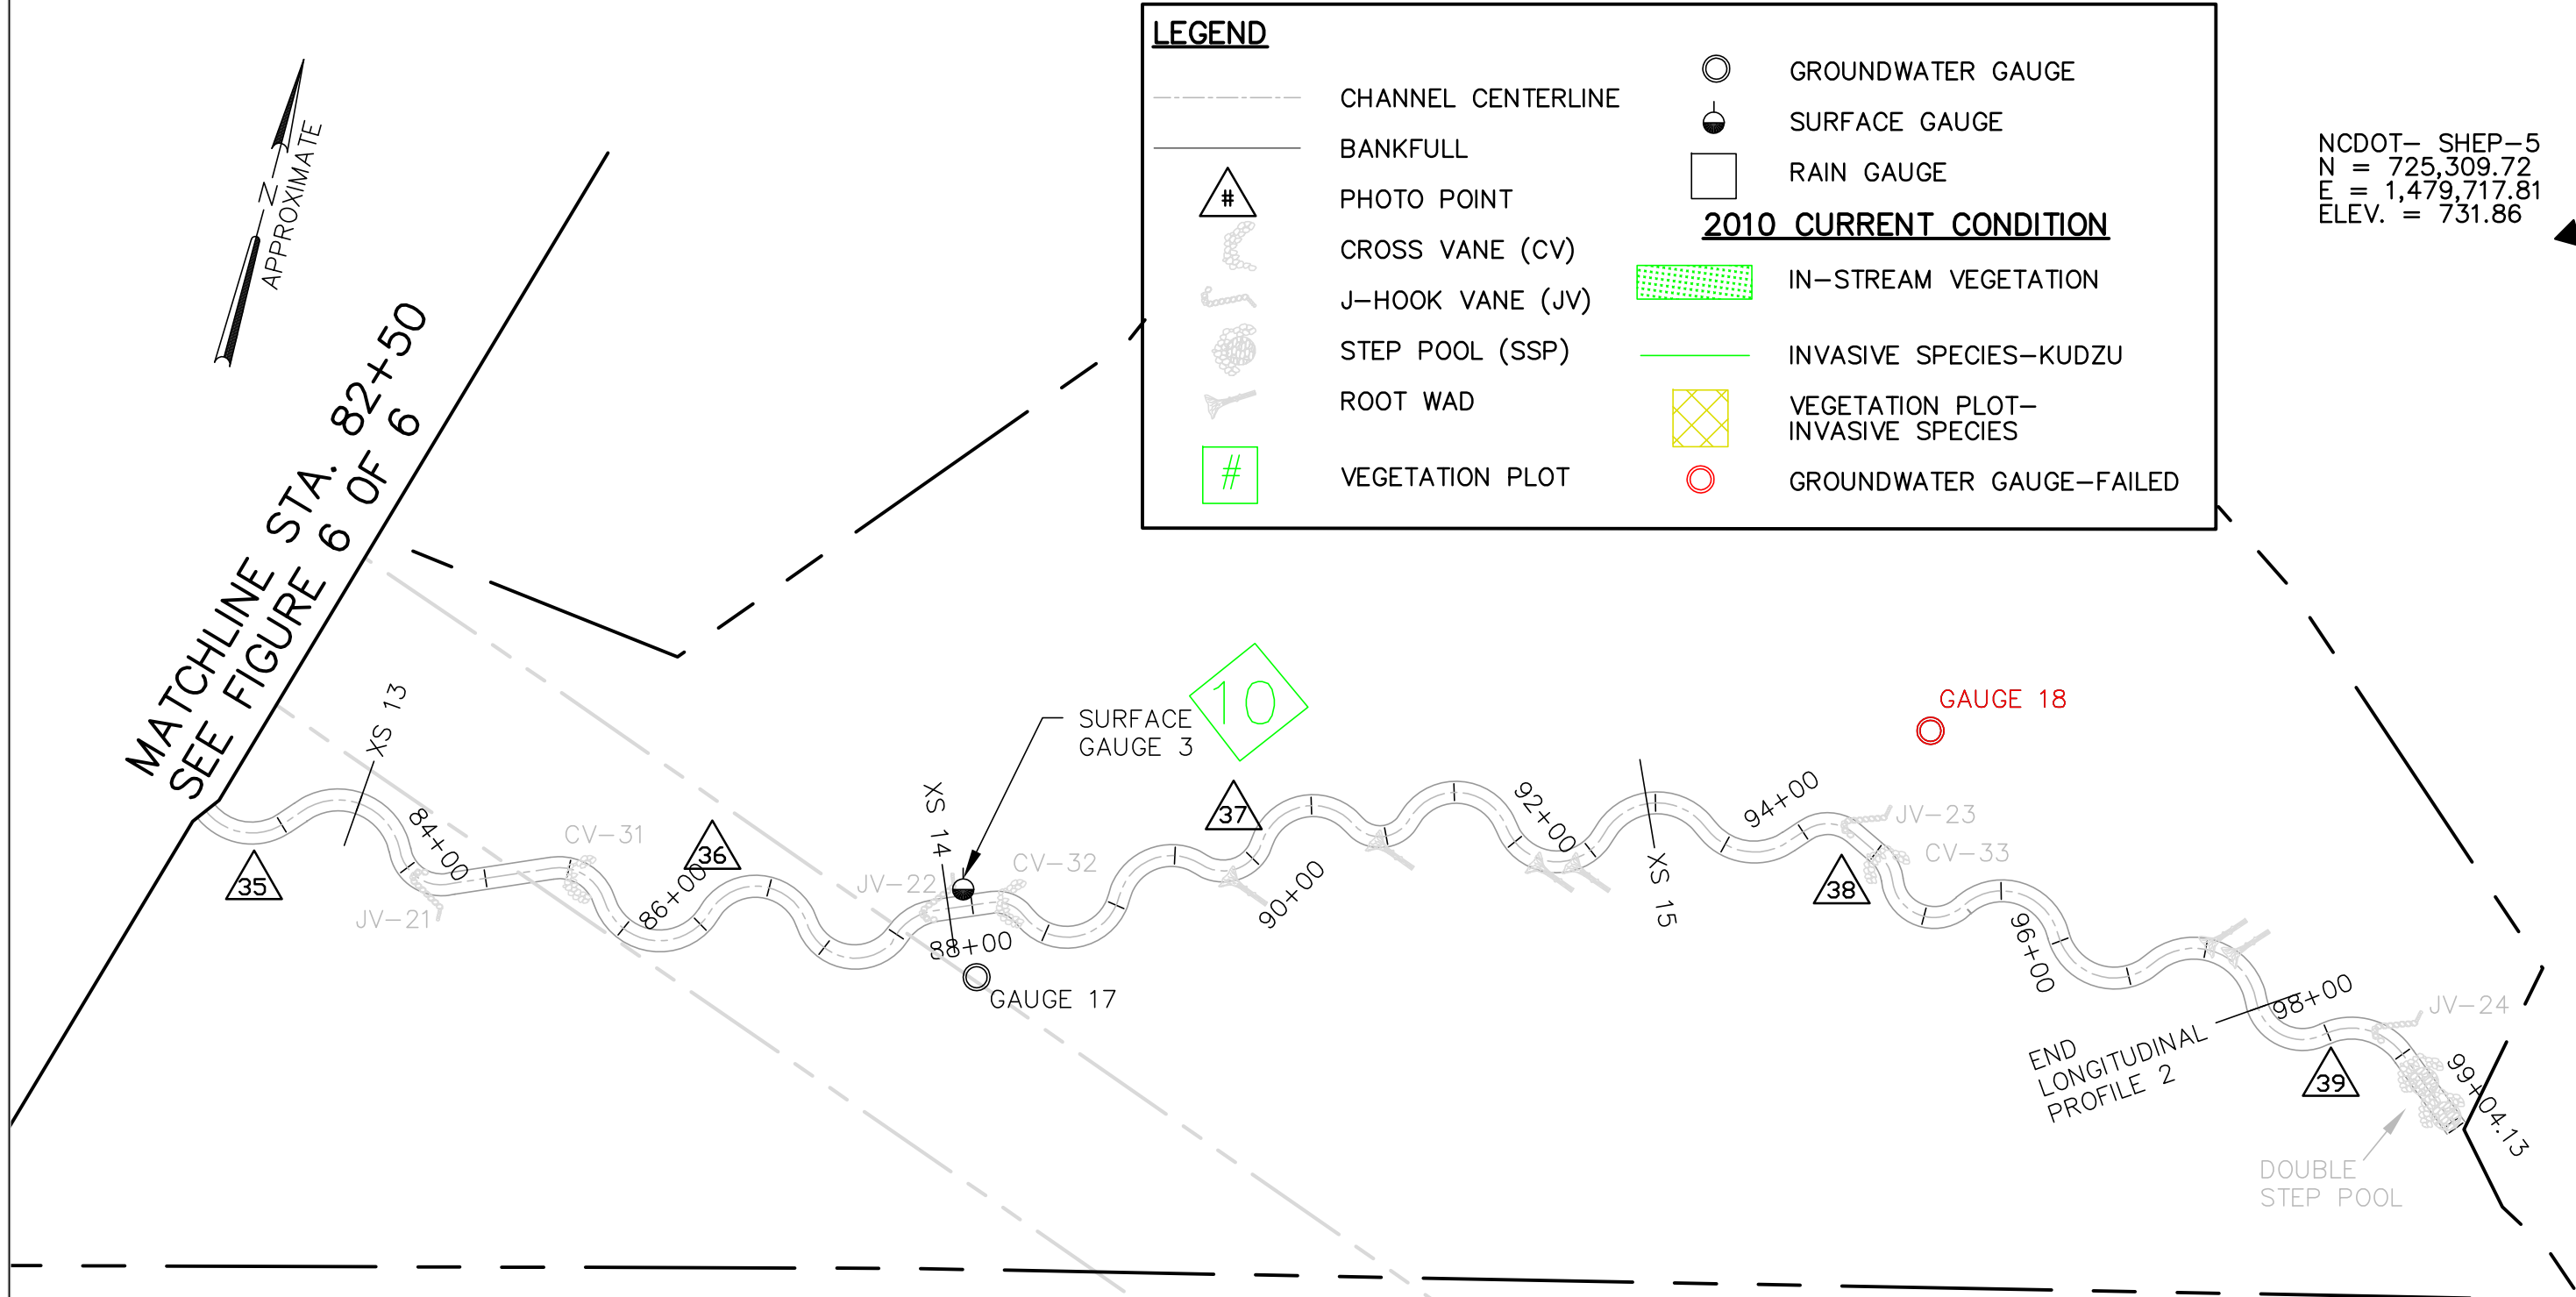 LEGEND
CHANNEL CENTERLINE
BANKFULL
#
PHOTO POINT
CROSS VANE (CV)
J-HOOK VANE (JV)
STEP POOL (SSP)
ROOT WAD
#
VEGETATION PLOT
GROUNDWATER GAUGE
SURFACE GAUGE
RAIN GAUGE
2010 CURRENT CONDITION
IN-STREAM VEGETATION
INVASIVE SPECIES-KUDZU
VEGETATION PLOT-
INVASIVE SPECIES
GROUNDWATER GAUGE-FAILED
NCDOT- SHEP-5
N = 725,309.72
E = 1,479,717.81
ELEV. = 731.86
N
APPROXIMATE
MATCHLINE STA. 82+50
SEE FIGURE 6 OF 6
XS 13
35
84+00
JV-21
CV-31
86+00
36
JV-22
XS 14
SURFACE
GAUGE 3
88+00
GAUGE 17
CV-32
10
37
90+00
92+00
XS 15
94+00
GAUGE 18
JV-23
CV-33
38
96+00
END
LONGITUDINAL
PROFILE 2
98+00
39
JV-24
99+04.13
DOUBLE
STEP POOL